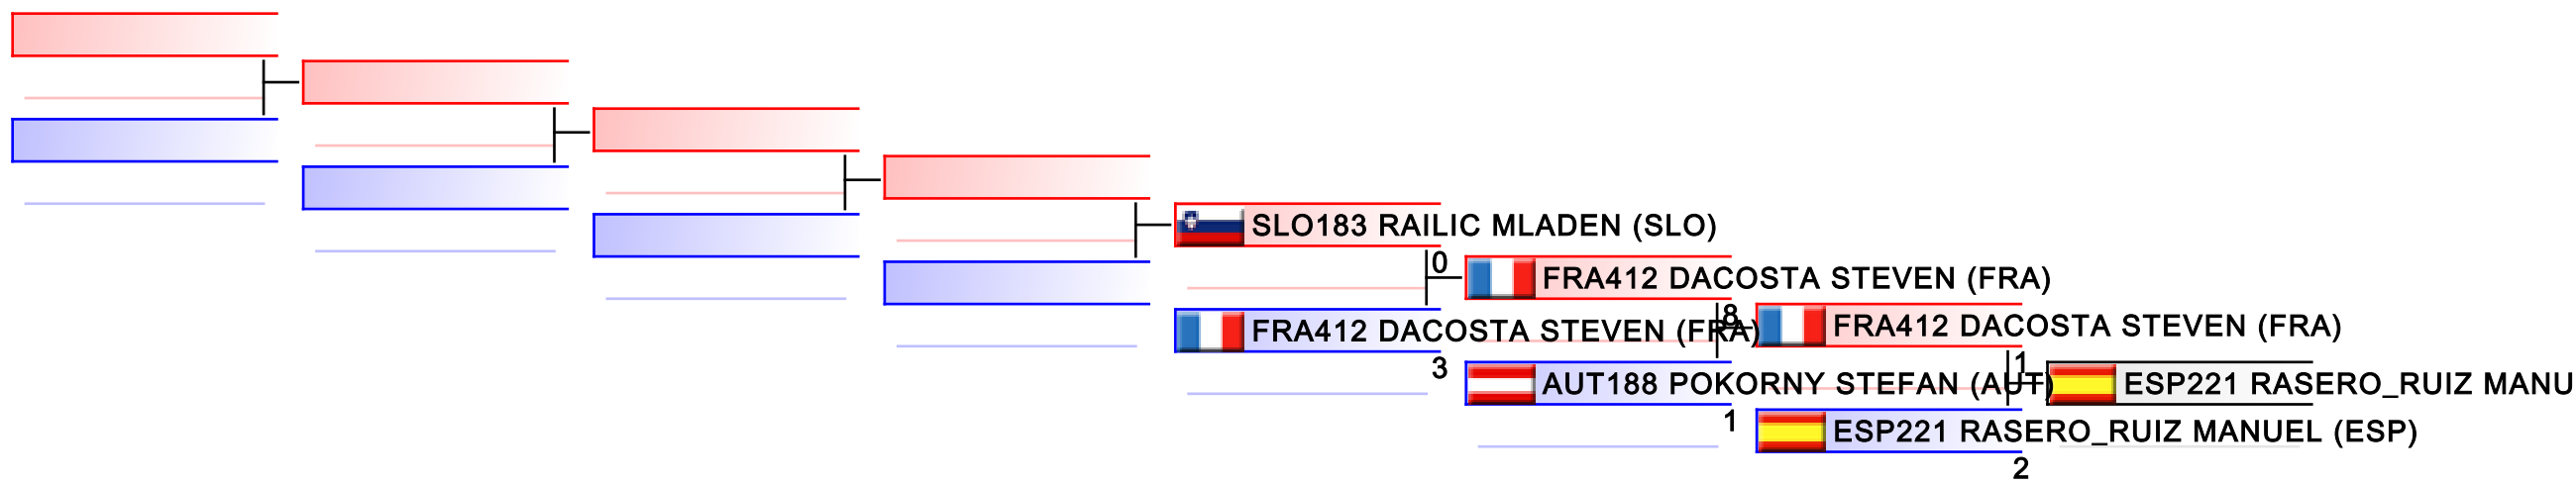 SLO183 RAILIC MLADEN (SLO)
0
FRA412 DACOSTA STEVEN (FRA)
3
FRA412 DACOSTA STEVEN (FRA)
8
AUT188 POKORNY STEFAN (AUT)
1
FRA412 DACOSTA STEVEN (FRA)
1
ESP221 RASERO_RUIZ MANUEL (ESP)
2
ESP221 RASERO_RUIZ MANU